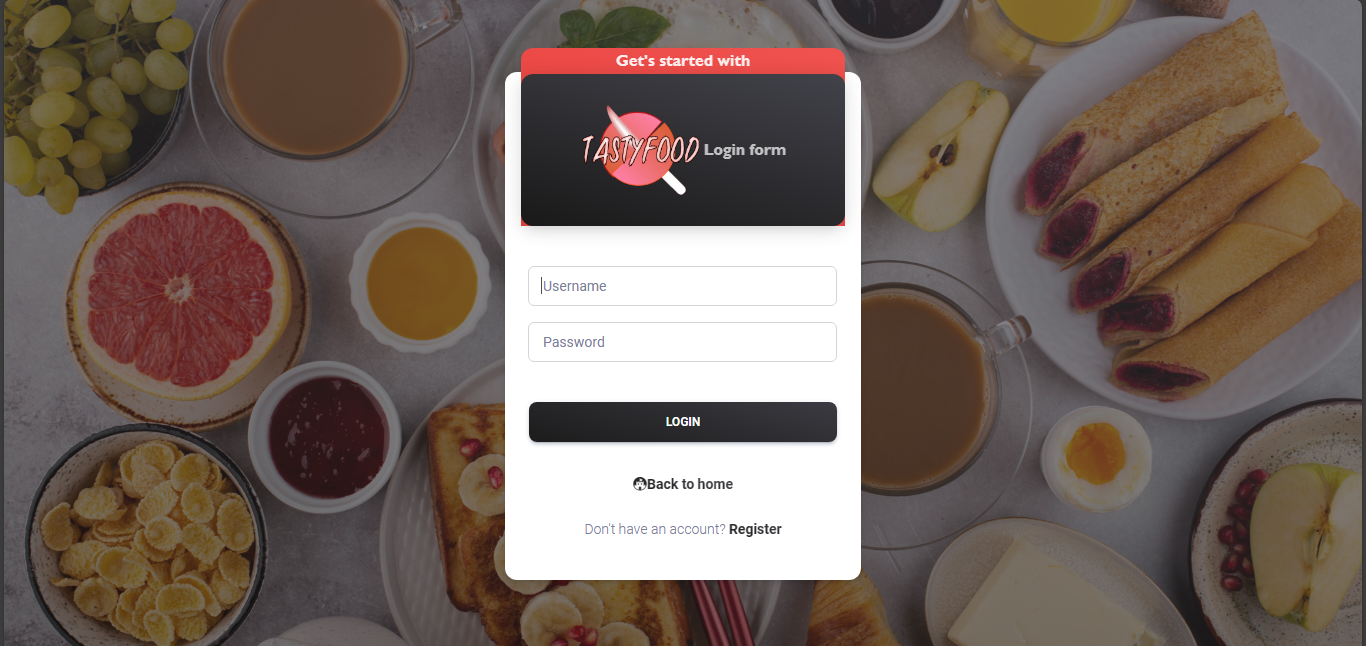 Get's started with
TASTYFOOD Login form
Username
Password
LOGIN
Back to home
Don't have an account? Register